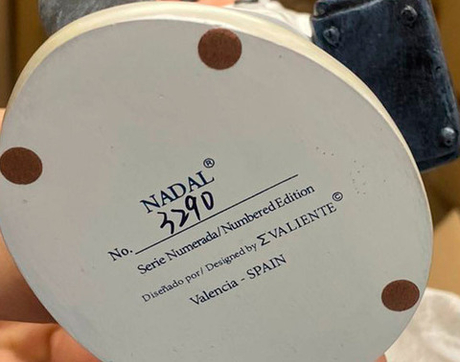 NADAL®
No. 3290
Serie Numerada/Numbered Edition
Diseñado por/Designed by ΣVALIENTE©
Valencia - SPAIN